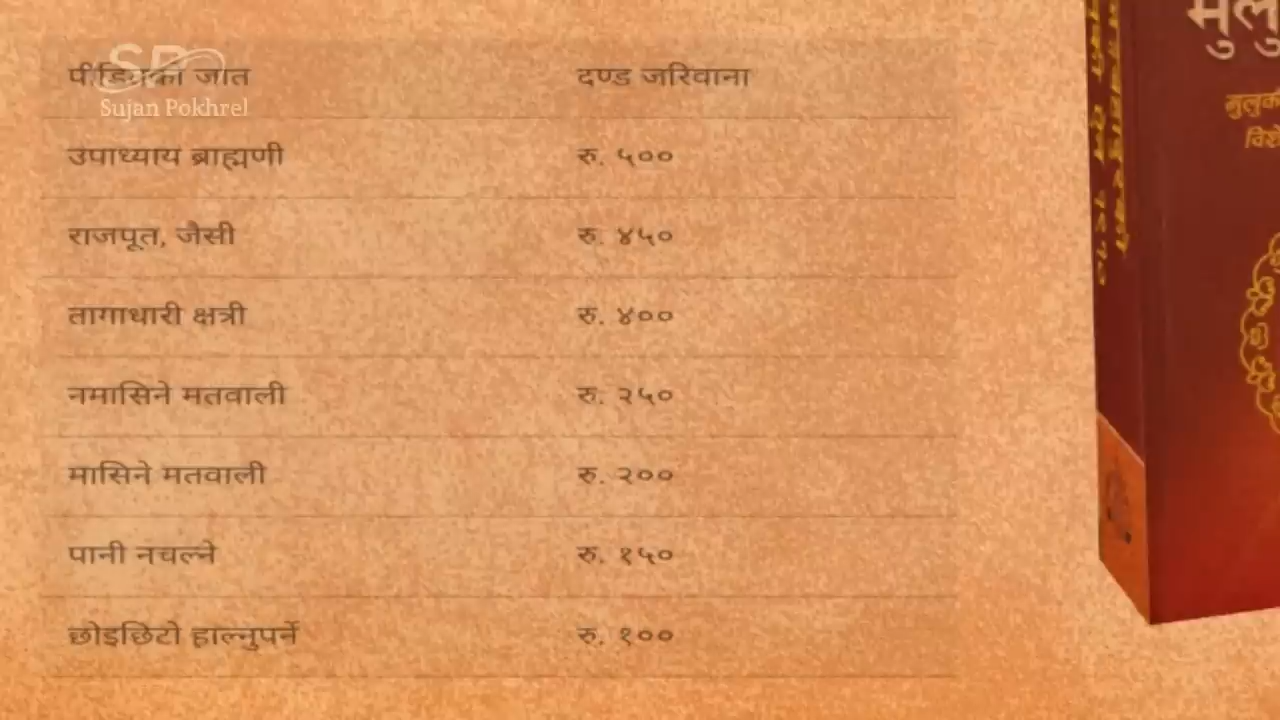 पीडितको जात दण्ड जरिवाना
Sujan Pokhrel
उपाध्याय ब्राह्मणी रु. ५००
राजपूत, जैसी रु. ४५०
तागाधारी क्षत्री रु. ४००
नमासिने मतवाली रु. २५०
मासिने मतवाली रु. २००
पानी नचल्ने रु. १५०
छोइछिटो हाल्नुपर्ने रु. १००